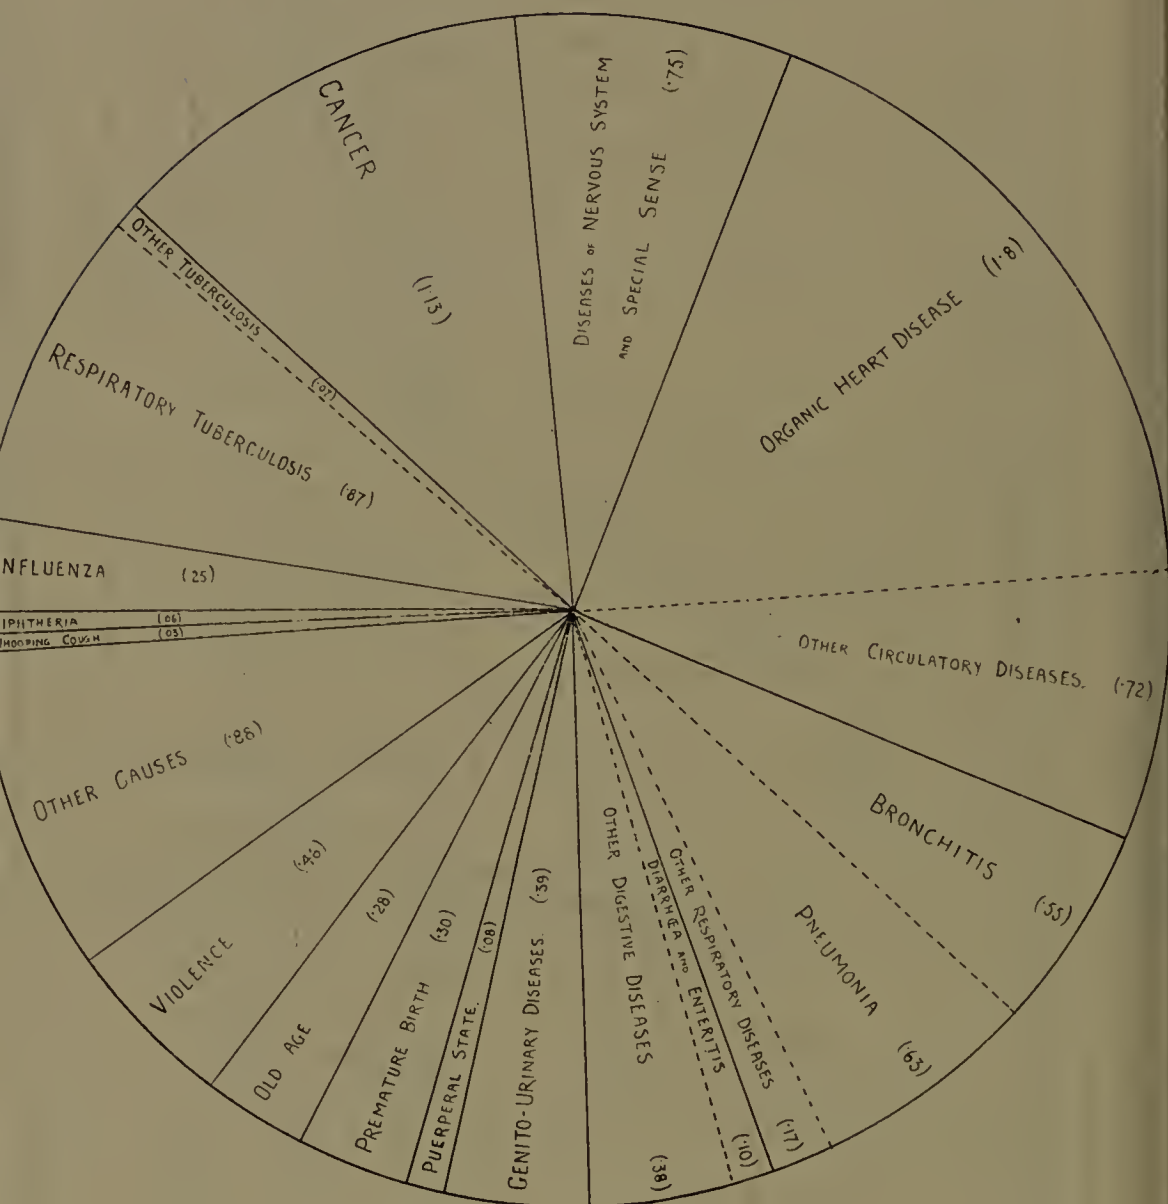 DISEASES OF NERVOUS SYSTEM
AND SPECIAL SENSE (·75)
ORGANIC HEART DISEASE (1·8)
OTHER CIRCULATORY DISEASES. (·72)
BRONCHITIS (·55)
PNEUMONIA (·63)
OTHER RESPIRATORY DISEASES (·17)
DIARRHŒA AND ENTERITIS (·10)
OTHER DIGESTIVE DISEASES (·38)
GENITO-URINARY DISEASES. (·39)
PUERPERAL STATE. (·08)
PREMATURE BIRTH (·30)
OLD AGE (·28)
VIOLENCE (·46)
OTHER CAUSES (·86)
HOOPING COUGH (·03)
IPHTHERIA (·06)
NFLUENZA (·25)
RESPIRATORY TUBERCULOSIS (·87)
OTHER TUBERCULOSIS (·07)
CANCER (1·13)